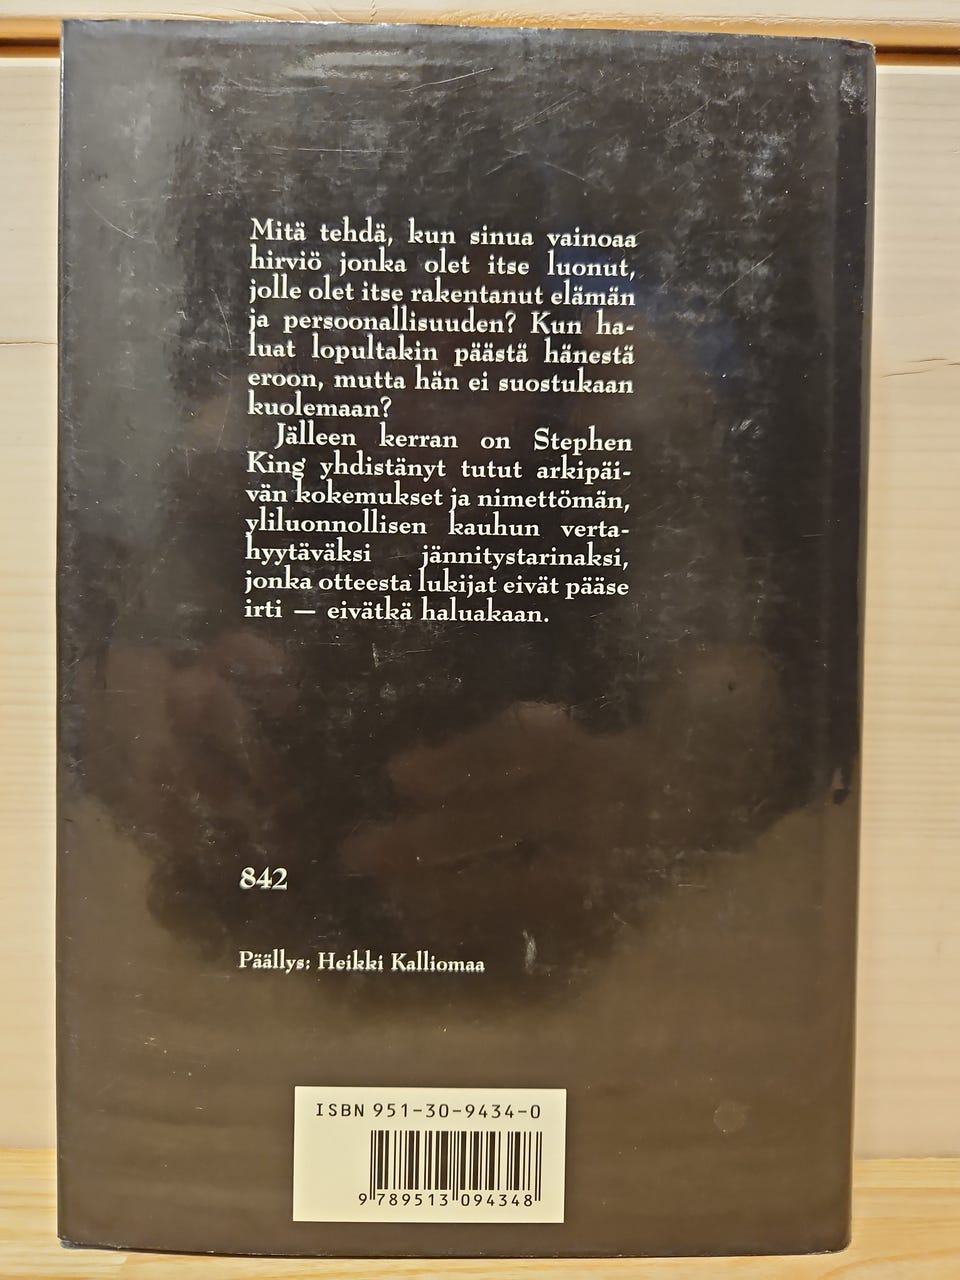 Mitä tehdä, kun sinua vainoaa
hirviö jonka olet itse luonut,
jolle olet itse rakentanut elämän
ja persoonallisuuden? Kun ha-
luat lopultakin päästä hänestä
eroon, mutta hän ei suostukaan
kuolemaan?
Jälleen kerran on Stephen
King yhdistänyt tutut arkipäi-
vän kokemukset ja nimettömän,
yliluonnollisen kauhun verta-
hyytäväksi jännitystarinaksi,
jonka otteesta lukijat eivät pääse
irti — eivätkä haluakaan.
842
Päällys: Heikki Kalliomaa
ISBN 951-30-9434-0
9 789513 094348